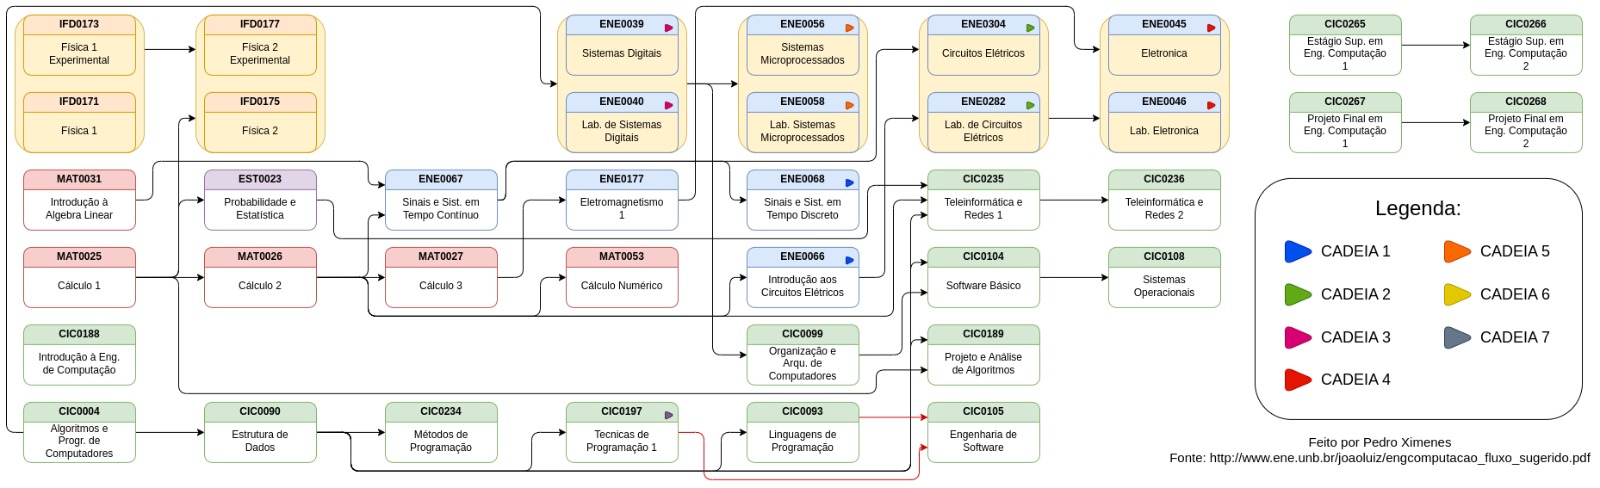 IFD0173
Física 1
Experimental
IFD0177
Física 2
Experimental
ENE0039
Sistemas Digitais
ENE0056
Sistemas
Microprocessados
ENE0304
Circuitos Elétricos
ENE0045
Eletronica
CIC0265
Estágio Sup. em
Eng. Computação
1
CIC0266
Estágio Sup. em
Eng. Computação
2
IFD0171
Física 1
IFD0175
Física 2
ENE0040
Lab. de Sistemas
Digitais
ENE0058
Lab. Sistemas
Microprocessados
ENE0282
Lab. de Circuitos
Elétricos
ENE0046
Lab. Eletronica
CIC0267
Projeto Final em
Eng. Computação
1
CIC0268
Projeto Final em
Eng. Computação
2
MAT0031
Introdução à
Algebra Linear
EST0023
Probabilidade e
Estatística
ENE0067
Sinais e Sist. em
Tempo Contínuo
ENE0177
Eletromagnetismo
1
ENE0068
Sinais e Sist. em
Tempo Discreto
CIC0235
Teleinformática e
Redes 1
CIC0236
Teleinformática e
Redes 2
MAT0025
Cálculo 1
MAT0026
Cálculo 2
MAT0027
Cálculo 3
MAT0053
Cálculo Numérico
ENE0066
Introdução aos
Circuitos Elétricos
CIC0104
Software Básico
CIC0108
Sistemas
Operacionais
CIC0188
Introdução à Eng.
de Computação
CIC0099
Organização e
Arqu. de
Computadores
CIC0189
Projeto e Análise
de Algoritmos
CIC0004
Algoritmos e
Progr. de
Computadores
CIC0090
Estrutura de
Dados
CIC0234
Métodos de
Programação
CIC0197
Tecnicas de
Programação 1
CIC0093
Linguagens de
Programação
CIC0105
Engenharia de
Software
Legenda:
CADEIA 1
CADEIA 5
CADEIA 2
CADEIA 6
CADEIA 3
CADEIA 7
CADEIA 4
Feito por Pedro Ximenes
Fonte: http://www.ene.unb.br/joaoluiz/engcomputacao_fluxo_sugerido.pdf